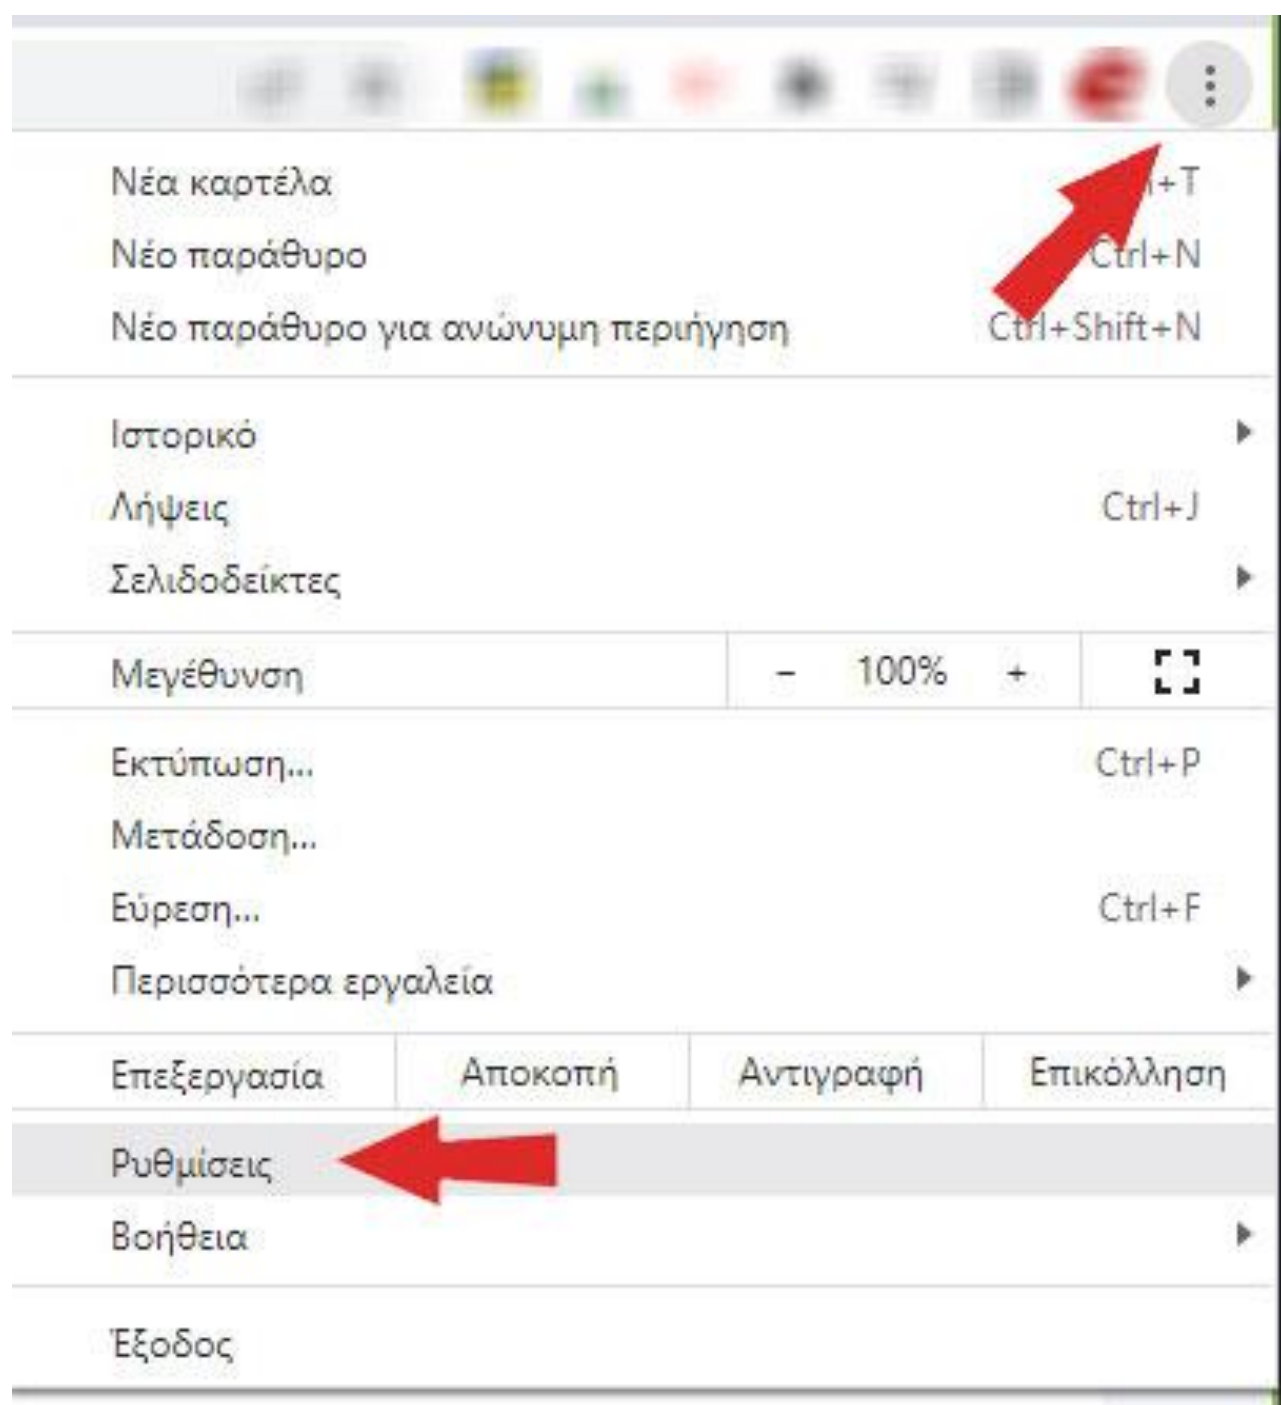 Νέα καρτέλα +T
Νέο παράθυρο Ctrl+N
Νέο παράθυρο για ανώνυμη περιήγηση Ctrl+Shift+N
Ιστορικό
Λήψεις Ctrl+J
Σελιδοδείκτες
Μεγέθυνση - 100% +
Εκτύπωση... Ctrl+P
Μετάδοση...
Εύρεση... Ctrl+F
Περισσότερα εργαλεία
Επεξεργασία Αποκοπή Αντιγραφή Επικόλληση
Ρυθμίσεις
Βοήθεια
Έξοδος